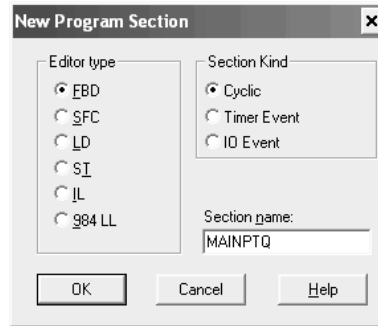 New Program Section
Editor type
FBD
SFC
LD
ST
IL
984 LL
Section Kind
Cyclic
Timer Event
IO Event
Section name:
MAINPTQ
OK
Cancel
Help